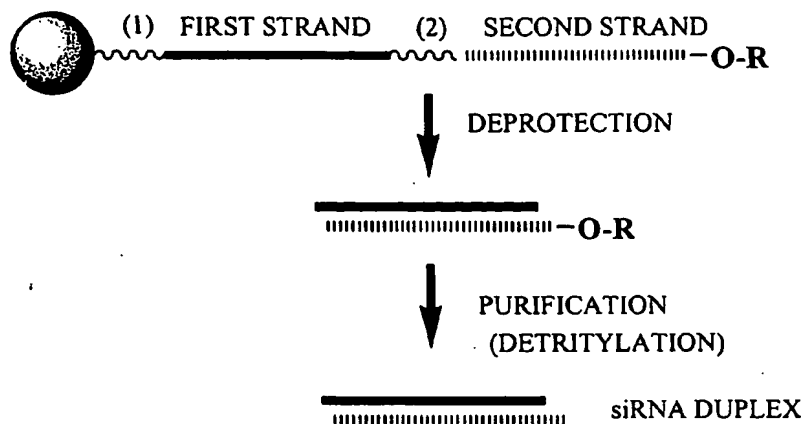 (1) FIRST STRAND (2) SECOND STRAND
O-R
DEPROTECTION
O-R
PURIFICATION
(DETRITYLATION)
siRNA DUPLEX